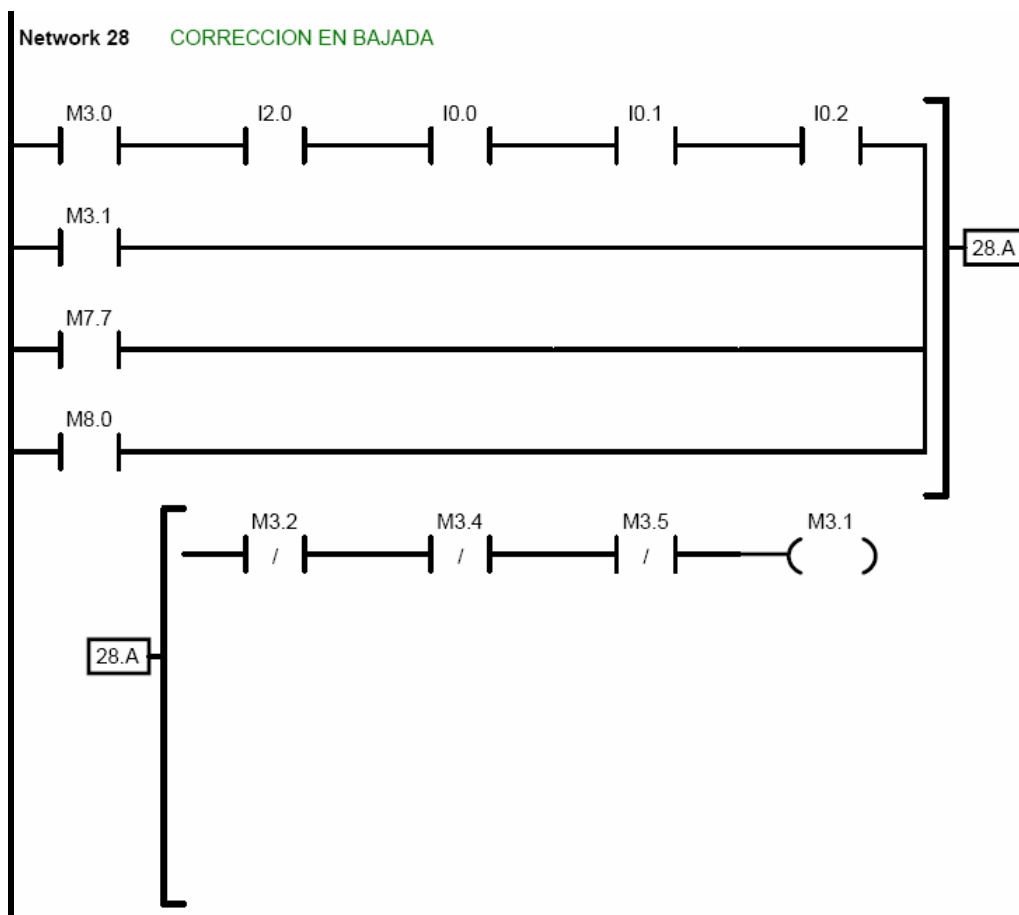 Network 28 CORRECCION EN BAJADA
M3.0 I2.0 I0.0 I0.1 I0.2
M3.1
28.A
M7.7
M8.0
M3.2 M3.4 M3.5 M3.1
/ / /
28.A